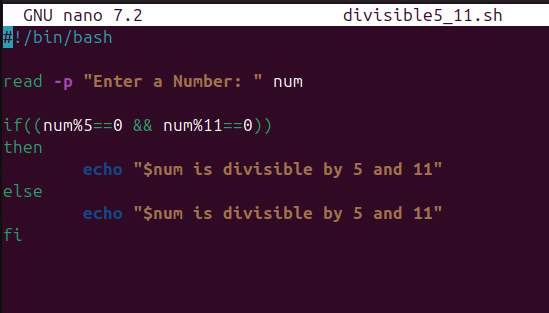 GNU nano 7.2 divisible5_11.sh
#!/bin/bash
read -p "Enter a Number: " num
if((num%5==0 && num%11==0))
then
echo "$num is divisible by 5 and 11"
else
echo "$num is divisible by 5 and 11"
fi